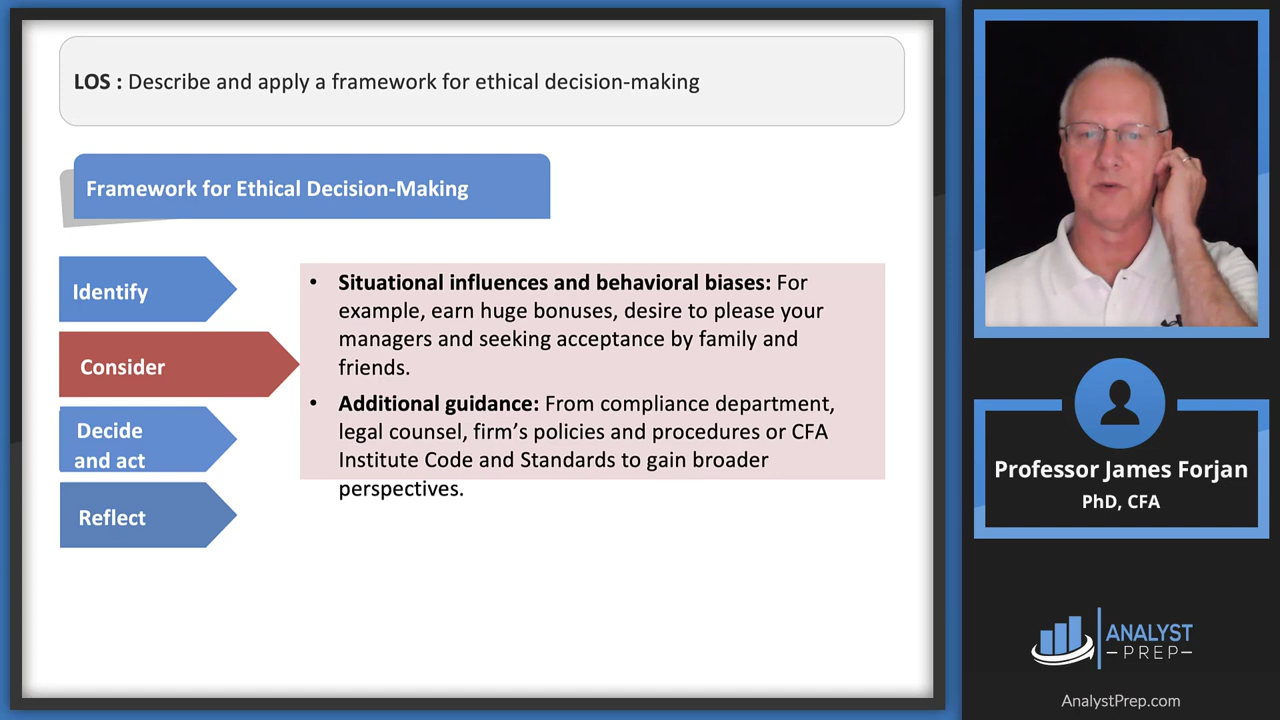 LOS : Describe and apply a framework for ethical decision-making
Framework for Ethical Decision-Making
Identify
Consider
Decide
and act
Reflect
• Situational influences and behavioral biases: For
example, earn huge bonuses, desire to please your
managers and seeking acceptance by family and
friends.
• Additional guidance: From compliance department,
legal counsel, firm's policies and procedures or CFA
Institute Code and Standards to gain broader
perspectives.
Professor James Forjan
PhD, CFA
ANALYST
PREP
AnalystPrep.com